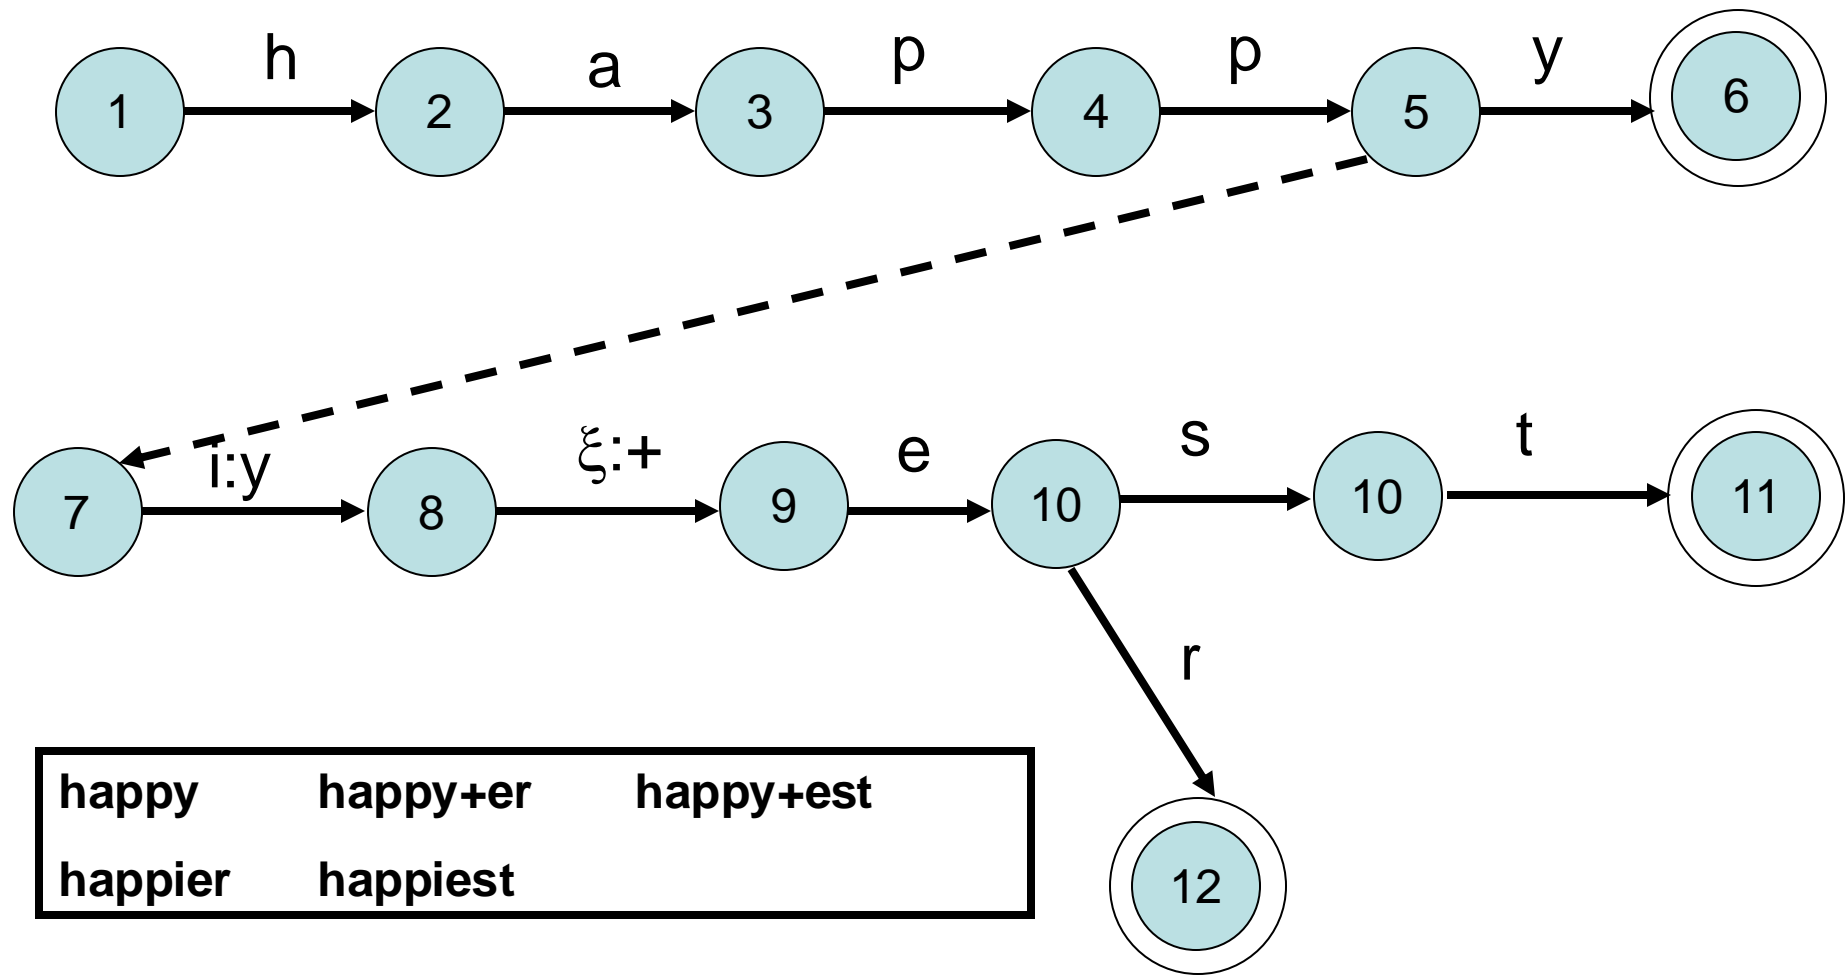 h a p p y
1 2 3 4 5 6
i:y ξ:+ e s t
7 8 9 10 10 11
r
12
happy happy+er happy+est
happier happiest